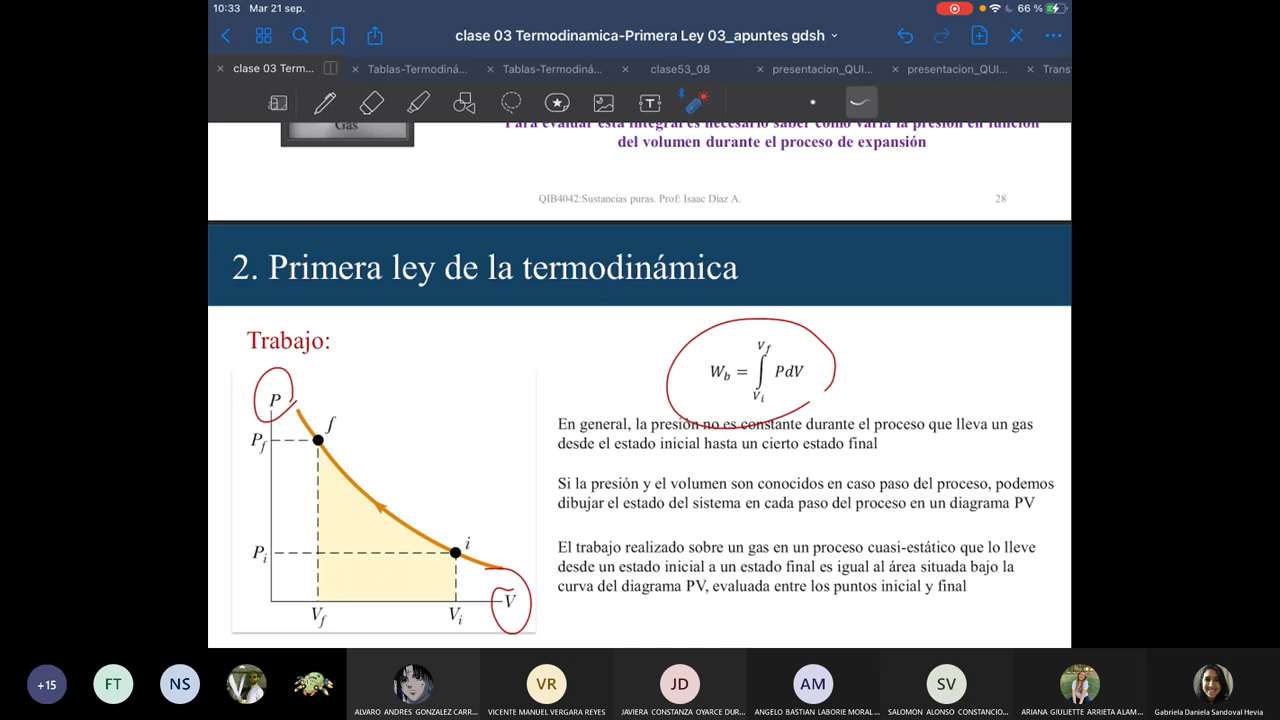 10:33 Mar 21 sep.
66 %
clase 03 Termodinamica-Primera Ley 03_apuntes gdsh
clase 03 Term...
Tablas-Termodiná...
Tablas-Termodiná...
clase53_08
presentacion_QUI...
presentacion_QUI...
Trans
Gas
Para evaluar esta integral es necesario saber como varía la presión en función
del volumen durante el proceso de expansión
QIB4042:Sustancias puras. Prof: Isaac Diaz A.
28
2. Primera ley de la termodinámica
Trabajo:
P
f
P_f
P_i
i
V_f
V_i
V
W_b = ∫_{V_i}^{V_f} PdV
En general, la presión no es constante durante el proceso que lleva un gas
desde el estado inicial hasta un cierto estado final
Si la presión y el volumen son conocidos en caso paso del proceso, podemos
dibujar el estado del sistema en cada paso del proceso en un diagrama PV
El trabajo realizado sobre un gas en un proceso cuasi-estático que lo lleve
desde un estado inicial a un estado final es igual al área situada bajo la
curva del diagrama PV, evaluada entre los puntos inicial y final
+15
FT
NS
VR
JD
AM
SV
ALVARO ANDRES GONZALEZ CARR...
VICENTE MANUEL VERGARA REYES
JAVIERA CONSTANZA OYARCE DUR...
ANGELO BASTIAN LABORIE MORAL...
SALOMON ALONSO CONSTANCIO...
ARIANA GIULIETTE ARRIETA ALAM...
Gabriela Daniela Sandoval Hevia